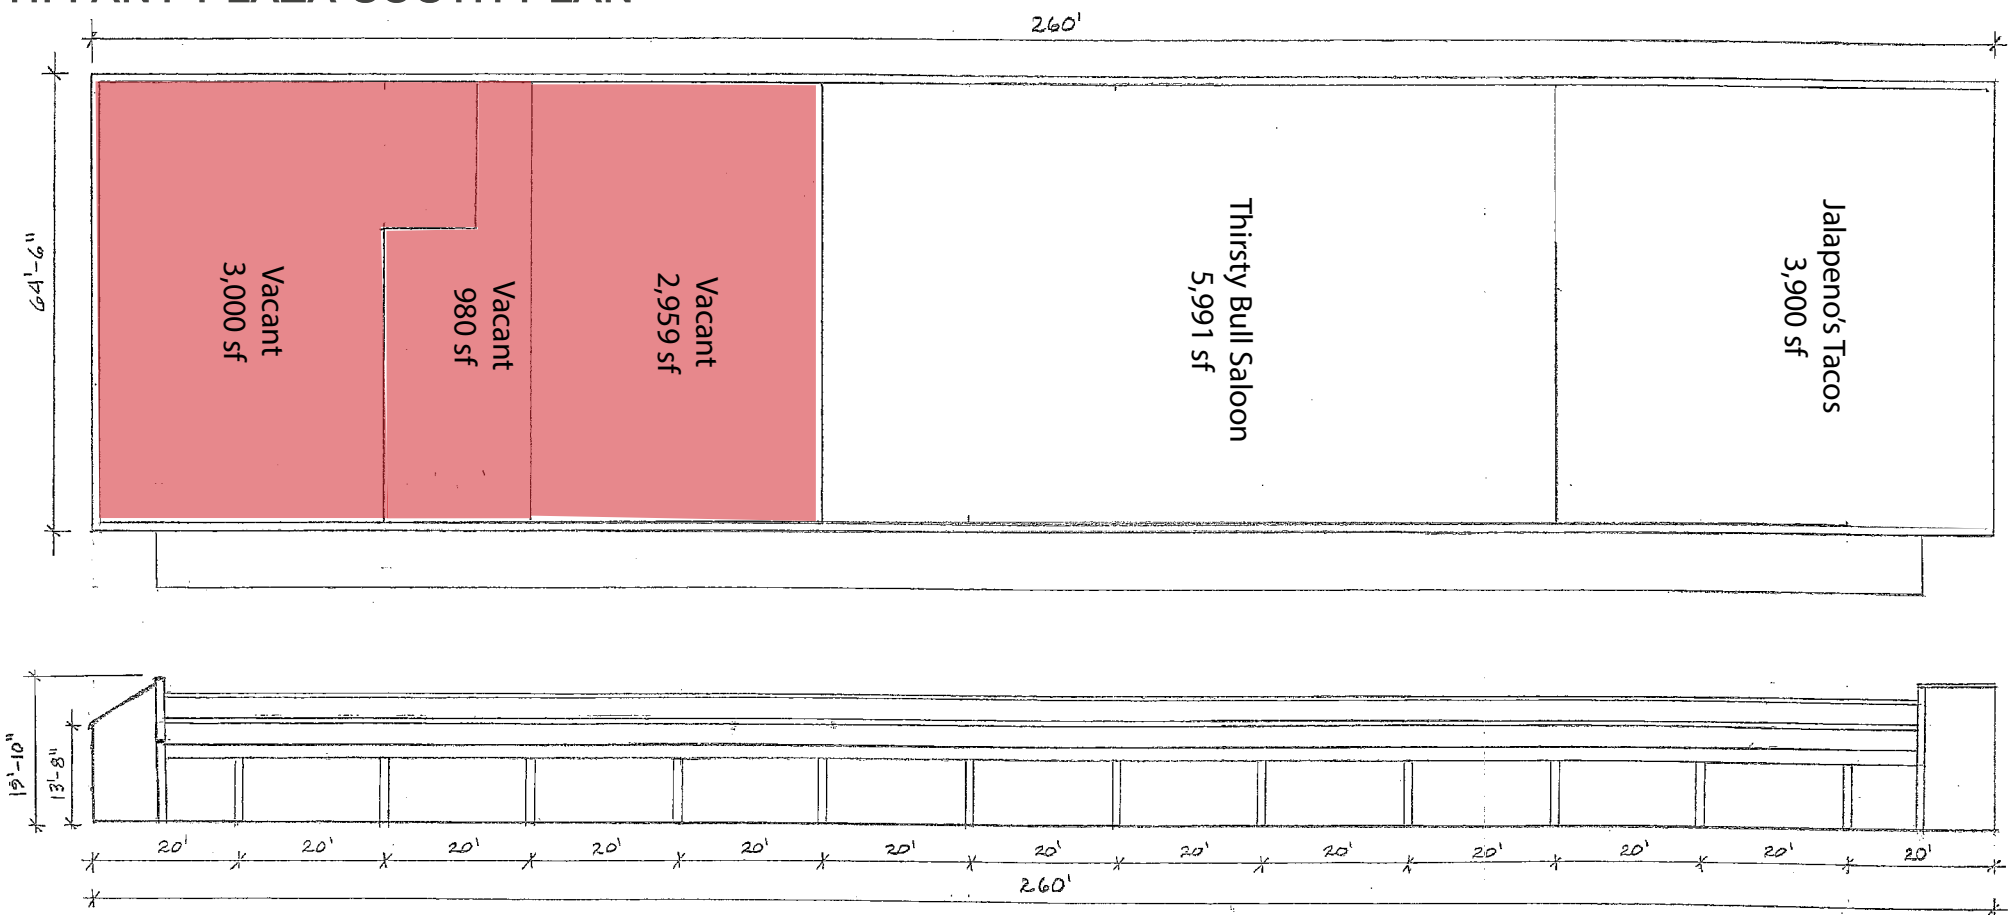 260'
64'-6"
Vacant
3,000 sf
Vacant
980 sf
Vacant
2,959 sf
Thirsty Bull Saloon
5,991 sf
Jalapeno's Tacos
3,900 sf
13'-8"
20' 20' 20' 20' 20' 20' 20' 20' 20' 20' 20' 20' 20'
260'